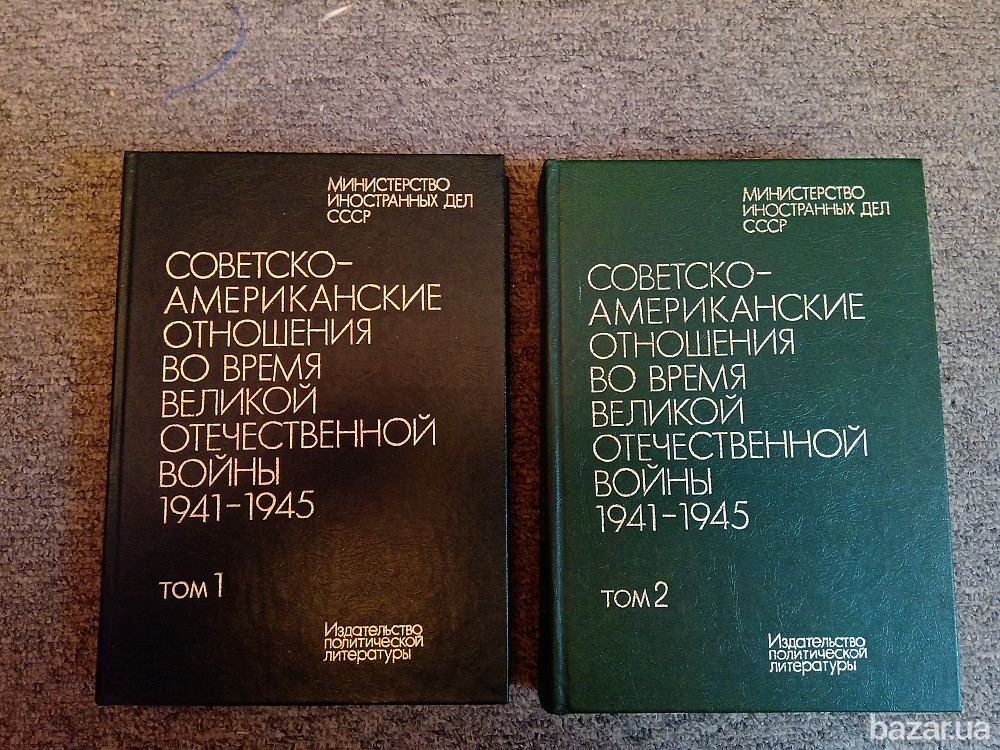 МИНИСТЕРСТВО
ИНОСТРАННЫХ ДЕЛ
СССР
СОВЕТСКО-
АМЕРИКАНСКИЕ
ОТНОШЕНИЯ
ВО ВРЕМЯ
ВЕЛИКОЙ
ОТЕЧЕСТВЕННОЙ
ВОЙНЫ
1941-1945
ТОМ 1
Издательство
политической
литературы
МИНИСТЕРСТВО
ИНОСТРАННЫХ ДЕЛ
СССР
СОВЕТСКО-
АМЕРИКАНСКИЕ
ОТНОШЕНИЯ
ВО ВРЕМЯ
ВЕЛИКОЙ
ОТЕЧЕСТВЕННОЙ
ВОЙНЫ
1941-1945
ТОМ 2
Издательство
политической
литературы
bazar.ua